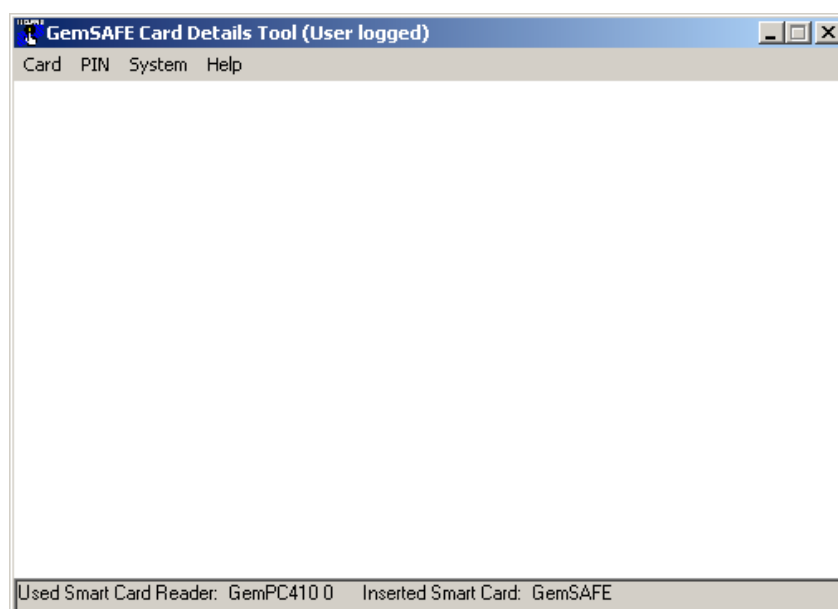 GemSAFE Card Details Tool (User logged)
Card PIN System Help
Used Smart Card Reader: GemPC410 0 Inserted Smart Card: GemSAFE